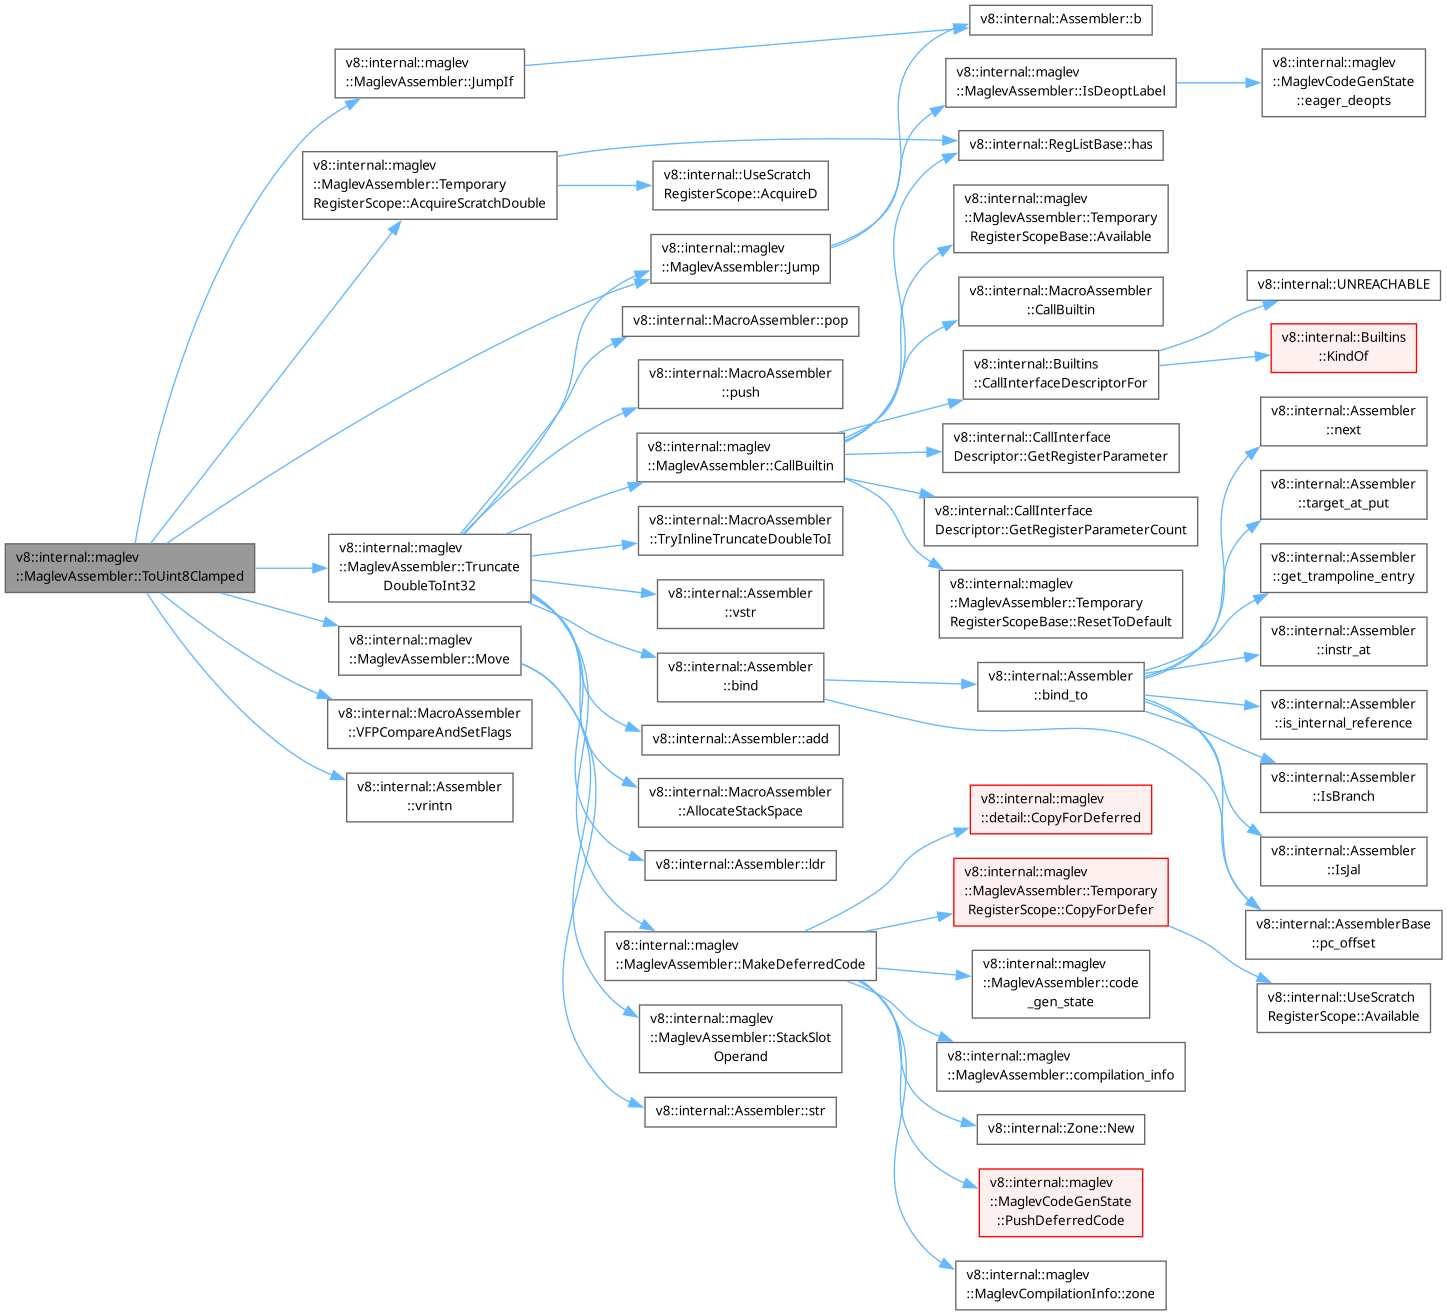 v8::internal::maglev
::MaglevAssembler::ToUint8Clamped
v8::internal::maglev
::MaglevAssembler::JumpIf
v8::internal::maglev
::MaglevAssembler::Temporary
RegisterScope::AcquireScratchDouble
v8::internal::maglev
::MaglevAssembler::Truncate
DoubleToInt32
v8::internal::maglev
::MaglevAssembler::Move
v8::internal::MacroAssembler
::VFPCompareAndSetFlags
v8::internal::Assembler
::vrintn
v8::internal::UseScratch
RegisterScope::AcquireD
v8::internal::maglev
::MaglevAssembler::Jump
v8::internal::MacroAssembler::pop
v8::internal::MacroAssembler
::push
v8::internal::maglev
::MaglevAssembler::CallBuiltin
v8::internal::MacroAssembler
::TryInlineTruncateDoubleToI
v8::internal::Assembler
::vstr
v8::internal::Assembler
::bind
v8::internal::Assembler::add
v8::internal::MacroAssembler
::AllocateStackSpace
v8::internal::Assembler::ldr
v8::internal::maglev
::MaglevAssembler::MakeDeferredCode
v8::internal::maglev
::MaglevAssembler::StackSlot
Operand
v8::internal::Assembler::str
v8::internal::Assembler::b
v8::internal::maglev
::MaglevAssembler::IsDeoptLabel
v8::internal::RegListBase::has
v8::internal::maglev
::MaglevAssembler::Temporary
RegisterScopeBase::Available
v8::internal::MacroAssembler
::CallBuiltin
v8::internal::Builtins
::CallInterfaceDescriptorFor
v8::internal::CallInterface
Descriptor::GetRegisterParameter
v8::internal::CallInterface
Descriptor::GetRegisterParameterCount
v8::internal::maglev
::MaglevAssembler::Temporary
RegisterScopeBase::ResetToDefault
v8::internal::Assembler
::bind_to
v8::internal::maglev
::detail::CopyForDeferred
v8::internal::maglev
::MaglevAssembler::Temporary
RegisterScope::CopyForDefer
v8::internal::maglev
::MaglevAssembler::code
_gen_state
v8::internal::maglev
::MaglevAssembler::compilation_info
v8::internal::Zone::New
v8::internal::maglev
::MaglevCodeGenState
::PushDeferredCode
v8::internal::maglev
::MaglevCompilationInfo::zone
v8::internal::maglev
::MaglevCodeGenState
::eager_deopts
v8::internal::UNREACHABLE
v8::internal::Builtins
::KindOf
v8::internal::Assembler
::next
v8::internal::Assembler
::target_at_put
v8::internal::Assembler
::get_trampoline_entry
v8::internal::Assembler
::instr_at
v8::internal::Assembler
::is_internal_reference
v8::internal::Assembler
::IsBranch
v8::internal::Assembler
::IsJal
v8::internal::AssemblerBase
::pc_offset
v8::internal::UseScratch
RegisterScope::Available